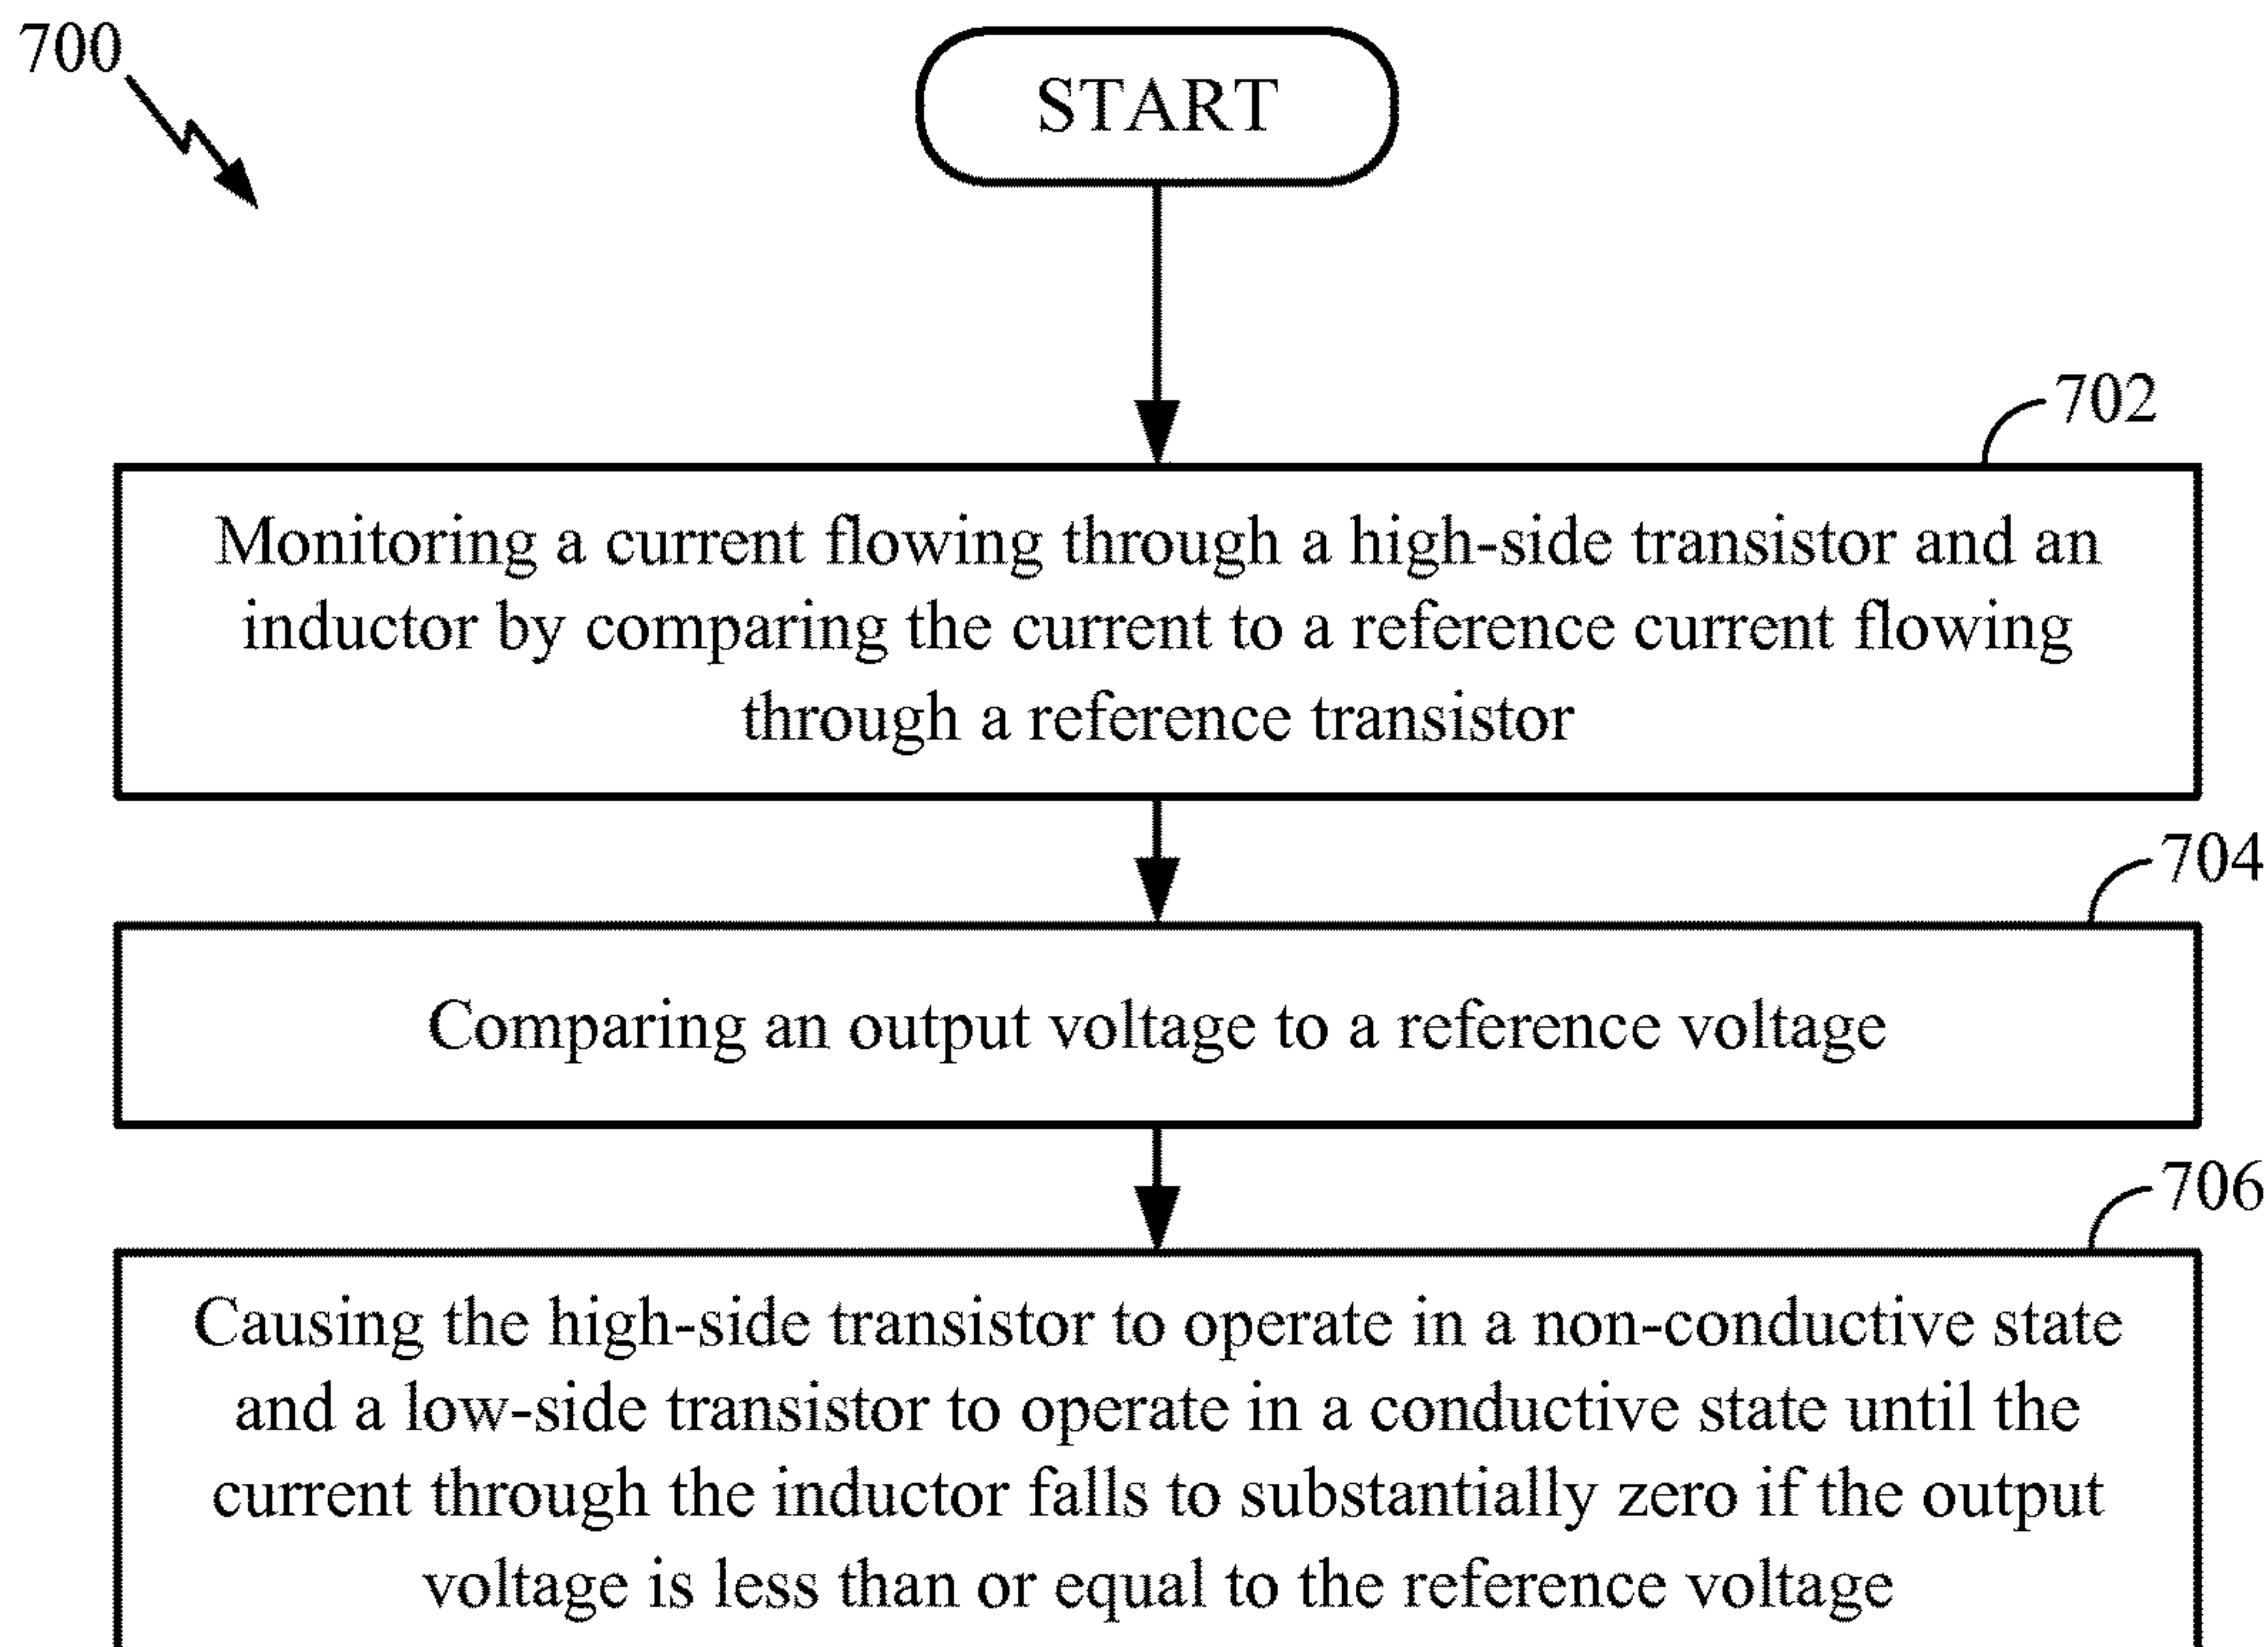 700
START
702
Monitoring a current flowing through a high-side transistor and an
inductor by comparing the current to a reference current flowing
through a reference transistor
704
Comparing an output voltage to a reference voltage
706
Causing the high-side transistor to operate in a non-conductive state
and a low-side transistor to operate in a conductive state until the
current through the inductor falls to substantially zero if the output
voltage is less than or equal to the reference voltage